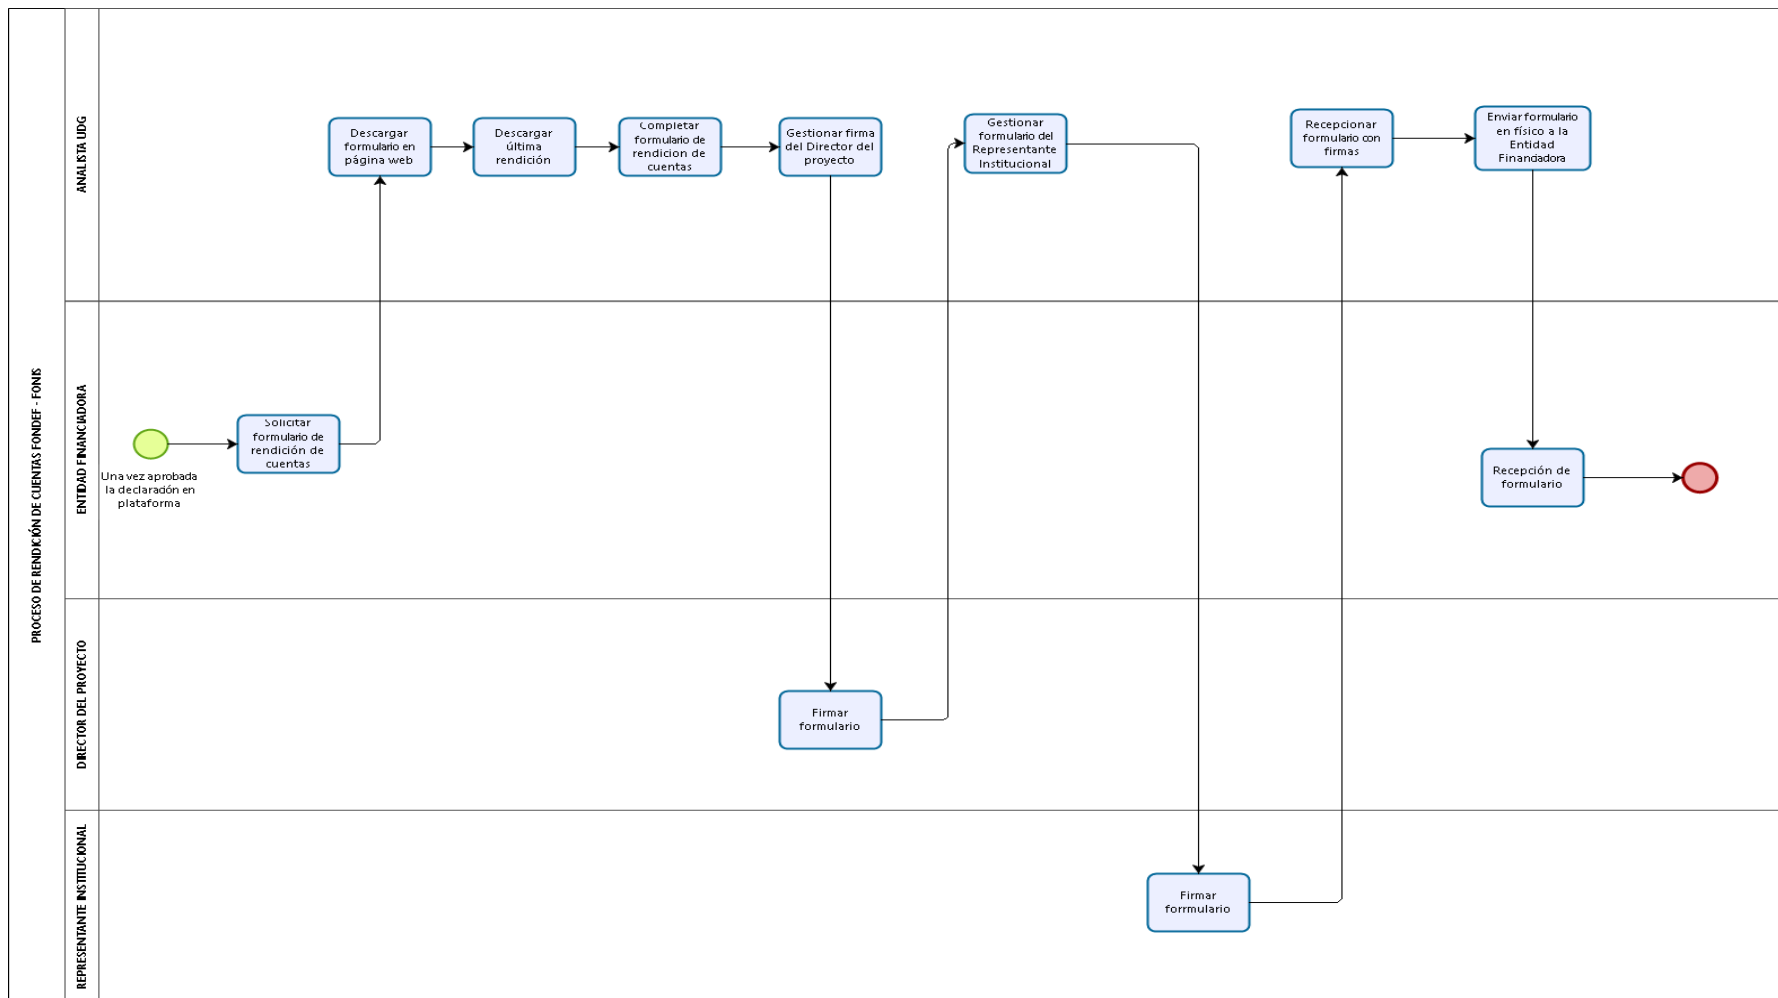 PROCESO DE RENDICIÓN DE CUENTAS FONDEF - FONIS
ANALISTA UDG
Descargar
formulario en
página web
Descargar
última
rendición
Completar
formulario de
rendicion de
cuentas
Gestionar firma
del Director del
proyecto
Gestionar
formulario del
Representante
Institucional
Recepcionar
formulario con
firmas
Enviar formulario
en físico a la
Entidad
Financiadora
ENTIDAD FINANCIADORA
Una vez aprobada
la declaración en
plataforma
Solicitar
formulario de
rendición de
cuentas
Recepción de
formulario
DIRECTOR DEL PROYECTO
Firmar
formulario
REPRESENTANTE INSTITUCIONAL
Firmar
forrmulario